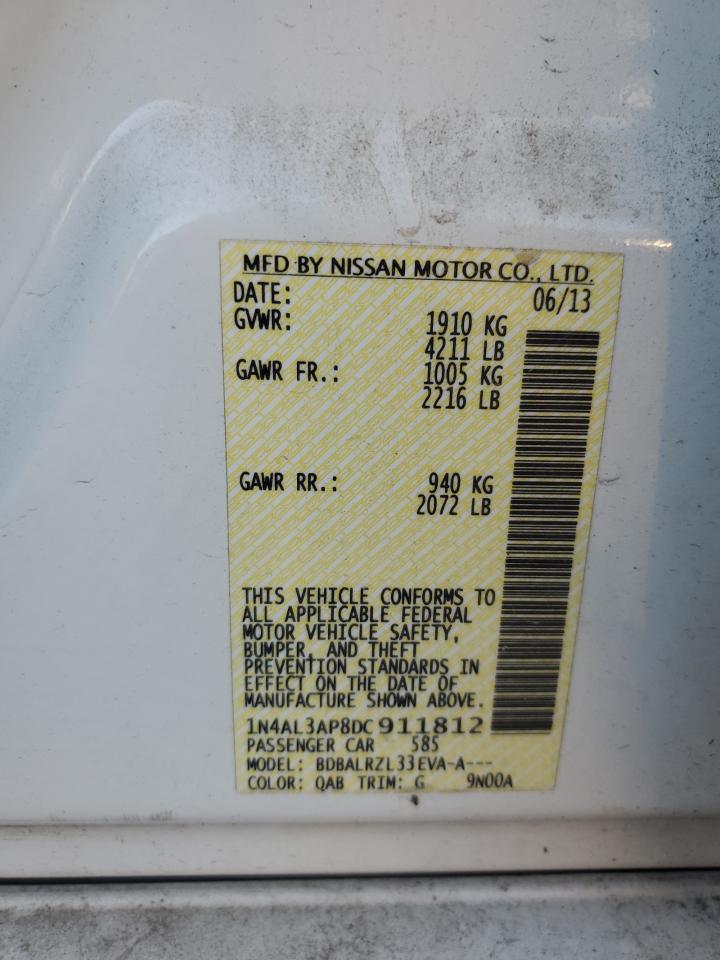 MFD BY NISSAN MOTOR CO., LTD.
DATE: 06/13
GVWR: 1910 KG
4211 LB
GAWR FR.: 1005 KG
2216 LB
GAWR RR.: 940 KG
2072 LB
THIS VEHICLE CONFORMS TO
ALL APPLICABLE FEDERAL
MOTOR VEHICLE SAFETY,
BUMPER, AND THEFT
PREVENTION STANDARDS IN
EFFECT ON THE DATE OF
MANUFACTURE SHOWN ABOVE.
1N4AL3AP8DC911812
PASSENGER CAR 585
MODEL: BDBALRZL33EVA-A---
COLOR: QAB TRIM: G 9N00A